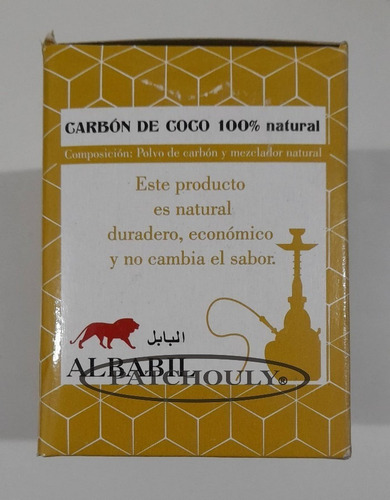 CARBÓN DE COCO 100% natural
Composición: Polvo de carbón y mezclador natural
Este producto
es natural
duradero, económico
y no cambia el sabor.
البابل
ALBABIL
PATCHOULY®